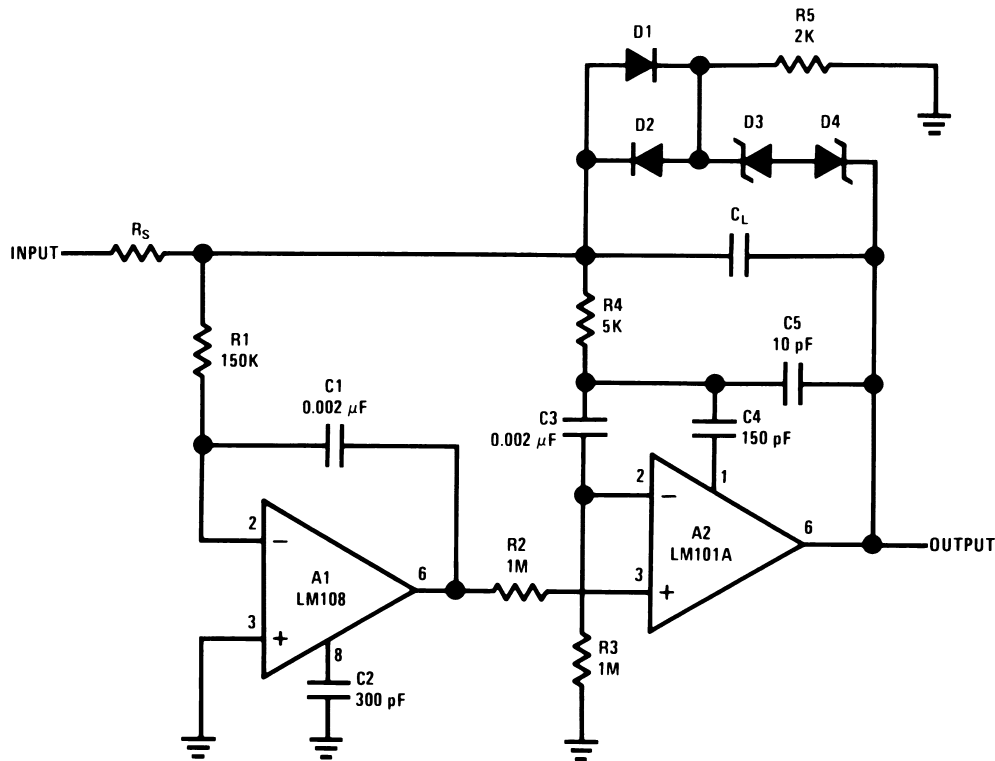 R5
2K
D1
D2
D3
D4
INPUT
RS
CL
R4
5K
R1
150K
C5
10 pF
C1
0.002 μF
C3
0.002 μF
C4
150 pF
1
2
−
A2
LM101A
6
OUTPUT
3
+
2
−
A1
LM108
6
R2
1M
3
+
8
C2
300 pF
R3
1M